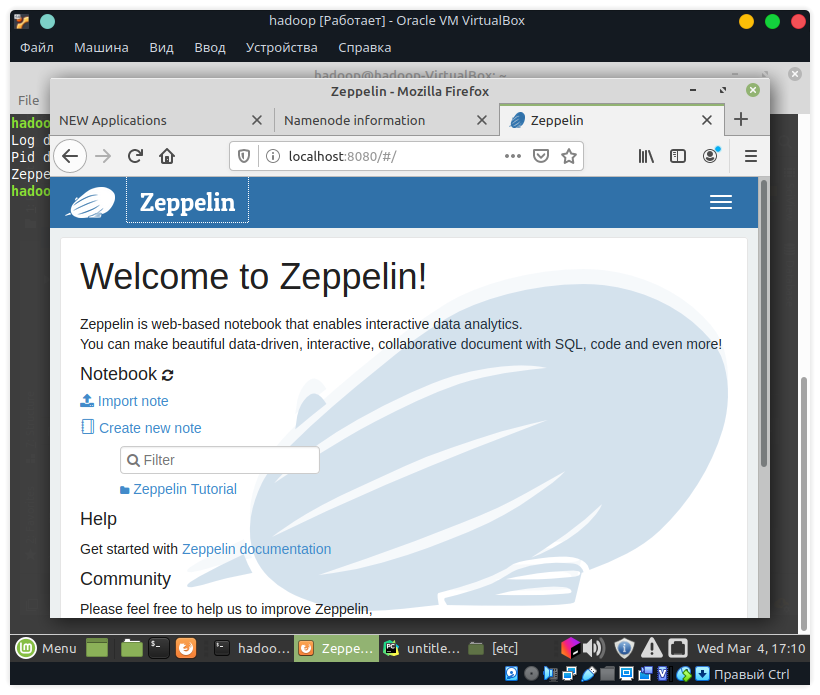 hadoop [Работает] - Oracle VM VirtualBox
Файл Машина Вид Ввод Устройства Справка
hadoop@hadoop-VirtualBox: ~
File
Zeppelin - Mozilla Firefox
NEW Applications
Namenode information
Zeppelin
hadoo
Log d
Pid d
Zeppe
hadoo
localhost:8080/#/
Zeppelin
Welcome to Zeppelin!
Zeppelin is web-based notebook that enables interactive data analytics.
You can make beautiful data-driven, interactive, collaborative document with SQL, code and even more!
Notebook
Import note
Create new note
Filter
Zeppelin Tutorial
Help
Get started with Zeppelin documentation
Community
Please feel free to help us to improve Zeppelin,
Menu hadoo... Zeppe... untitle... [etc] Wed Mar 4, 17:10
Правый Ctrl